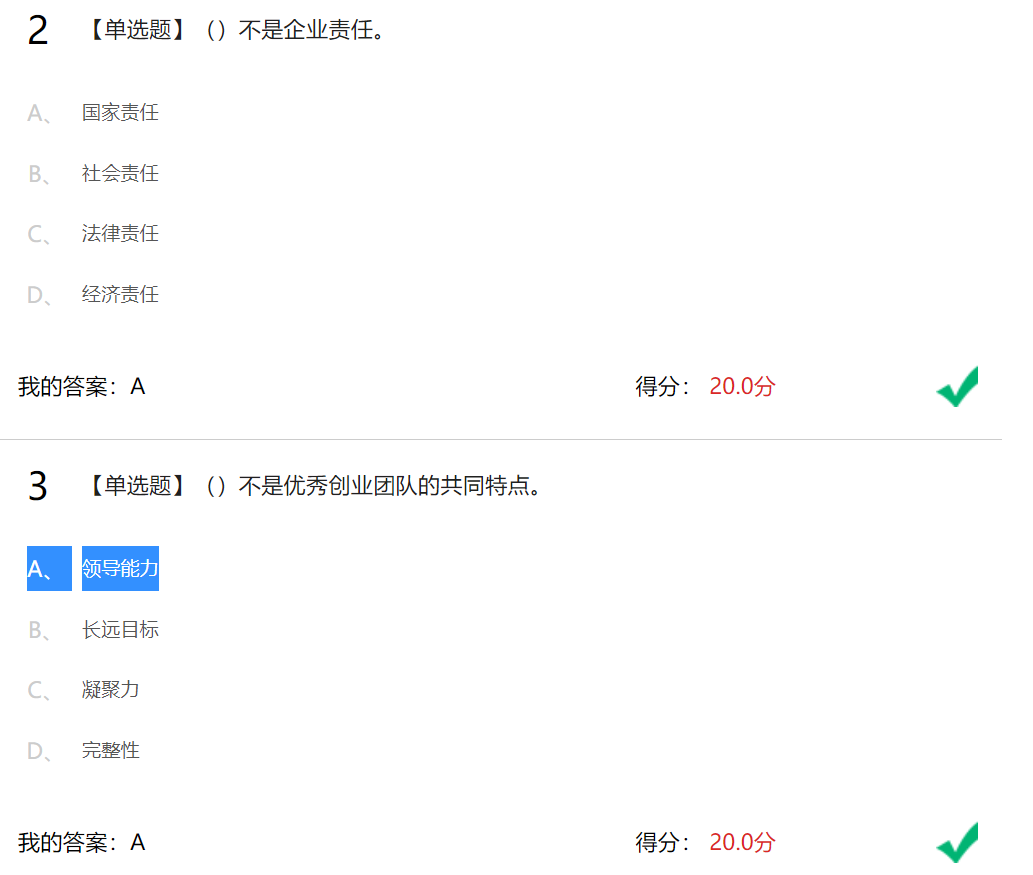 2 【单选题】（）不是企业责任。
A、 国家责任
B、 社会责任
C、 法律责任
D、 经济责任
我的答案：A 得分： 20.0分
3 【单选题】（）不是优秀创业团队的共同特点。
A、 领导能力
B、 长远目标
C、 凝聚力
D、 完整性
我的答案：A 得分： 20.0分